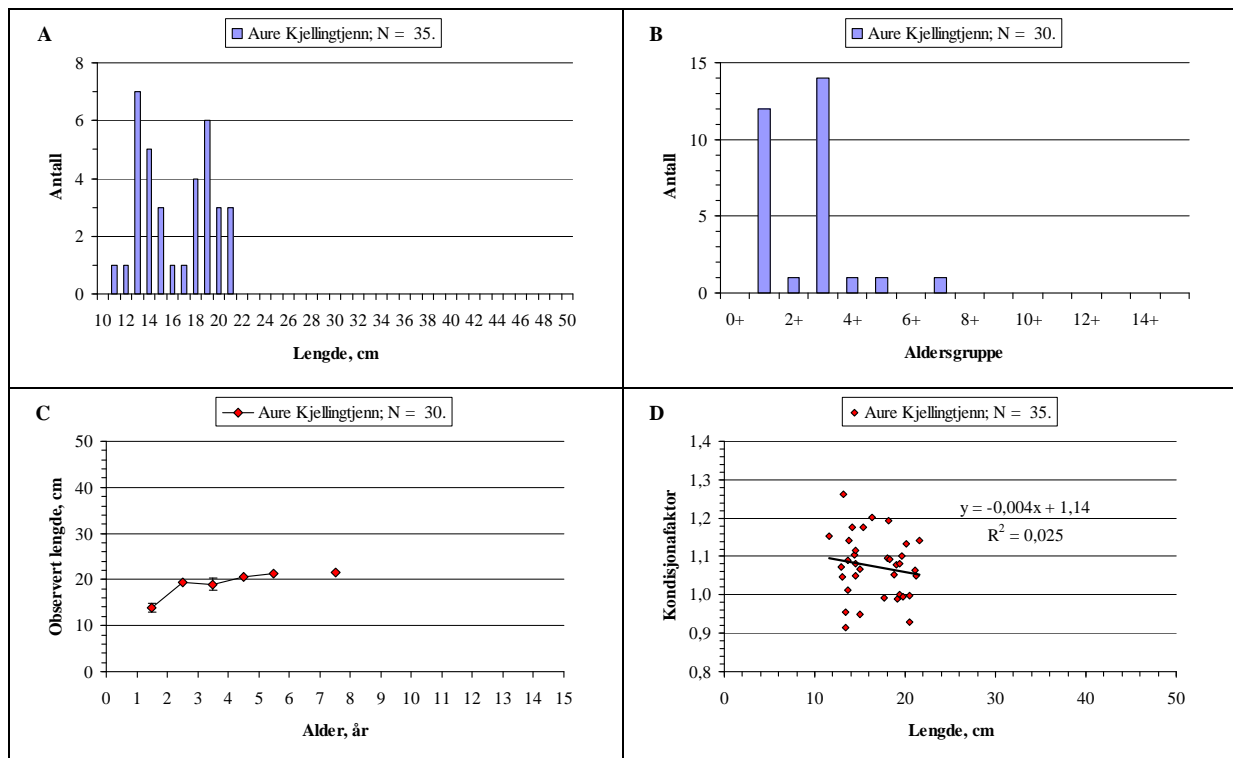 A
Aure Kjellingtjenn; N = 35.
Antall
8
6
4
2
0
10 12 14 16 18 20 22 24 26 28 30 32 34 36 38 40 42 44 46 48 50
Lengde, cm
B
Aure Kjellingtjenn; N = 30.
Antall
15
10
5
0
0+ 2+ 4+ 6+ 8+ 10+ 12+ 14+
Aldersgruppe
C
Aure Kjellingtjenn; N = 30.
Observert lengde, cm
50
40
30
20
10
0
0 1 2 3 4 5 6 7 8 9 10 11 12 13 14 15
Alder, år
D
Aure Kjellingtjenn; N = 35.
Kondisjonafaktor
1,4
1,3
1,2
1,1
1,0
0,9
0,8
y = -0,004x + 1,14
R² = 0,025
0 10 20 30 40 50
Lengde, cm